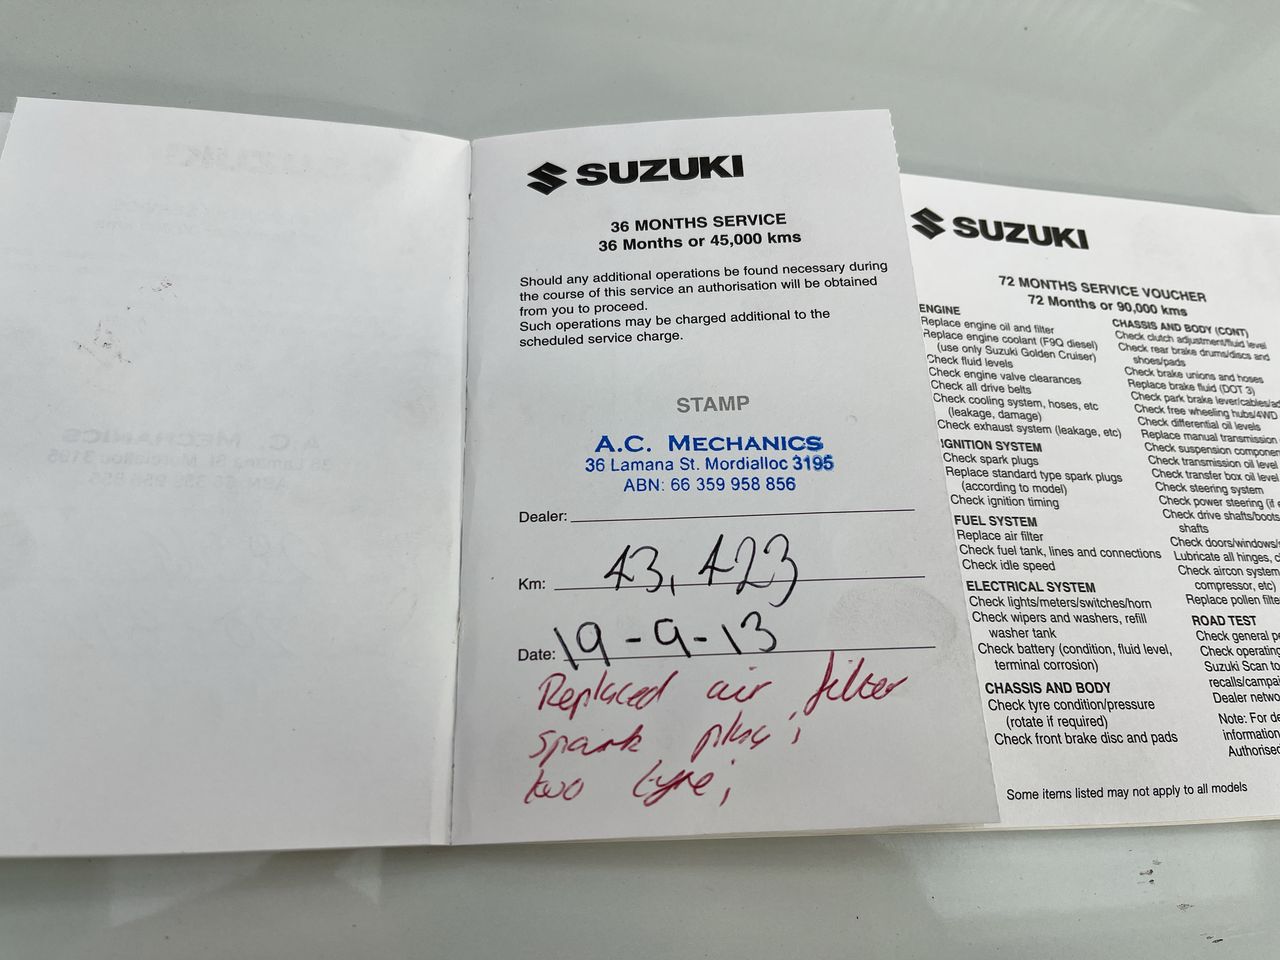 SUZUKI
36 MONTHS SERVICE
36 Months or 45,000 kms
Should any additional operations be found necessary during
the course of this service an authorisation will be obtained
from you to proceed.
Such operations may be charged additional to the
scheduled service charge.
STAMP
A.C. MECHANICS
36 Lamana St. Mordialloc 3195
ABN: 66 359 958 856
Dealer:
Km: 43,423
Date: 19-9-13
Replaced air filter
spark plug;
two tyre;
SUZUKI
72 MONTHS SERVICE VOUCHER
72 Months or 90,000 kms
ENGINE
Replace engine oil and filter
Replace engine coolant (F9Q diesel)
(use only Suzuki Golden Cruiser)
Check fluid levels
Check engine valve clearances
Check all drive belts
Check cooling system, hoses, etc
(leakage, damage)
Check exhaust system (leakage, etc)
IGNITION SYSTEM
Check spark plugs
Replace standard type spark plugs
(according to model)
Check ignition timing
FUEL SYSTEM
Replace air filter
Check fuel tank, lines and connections
Check idle speed
ELECTRICAL SYSTEM
Check lights/meters/switches/horn
Check wipers and washers, refill
washer tank
Check battery (condition, fluid level,
terminal corrosion)
CHASSIS AND BODY
Check tyre condition/pressure
(rotate if required)
Check front brake disc and pads
CHASSIS AND BODY (CONT)
Check clutch adjustment/fluid level
Check rear brake drums/discs and
shoes/pads
Check brake unions and hoses
Replace brake fluid (DOT 3)
Check park brake lever/cables/ad
Check free wheeling hubs/4WD
Check differential oil levels
Replace manual transmission
Check suspension componen
Check transmission oil level
Check transfer box oil level
Check steering system
Check power steering (if
Check drive shafts/boots
shafts
Check doors/windows/s
Lubricate all hinges, c
Check aircon system
compressor, etc)
Replace pollen filte
ROAD TEST
Check general pe
Check operating
Suzuki Scan to
recalls/campai
Dealer netwo
Note: For de
information
Authorised
Some items listed may not apply to all models